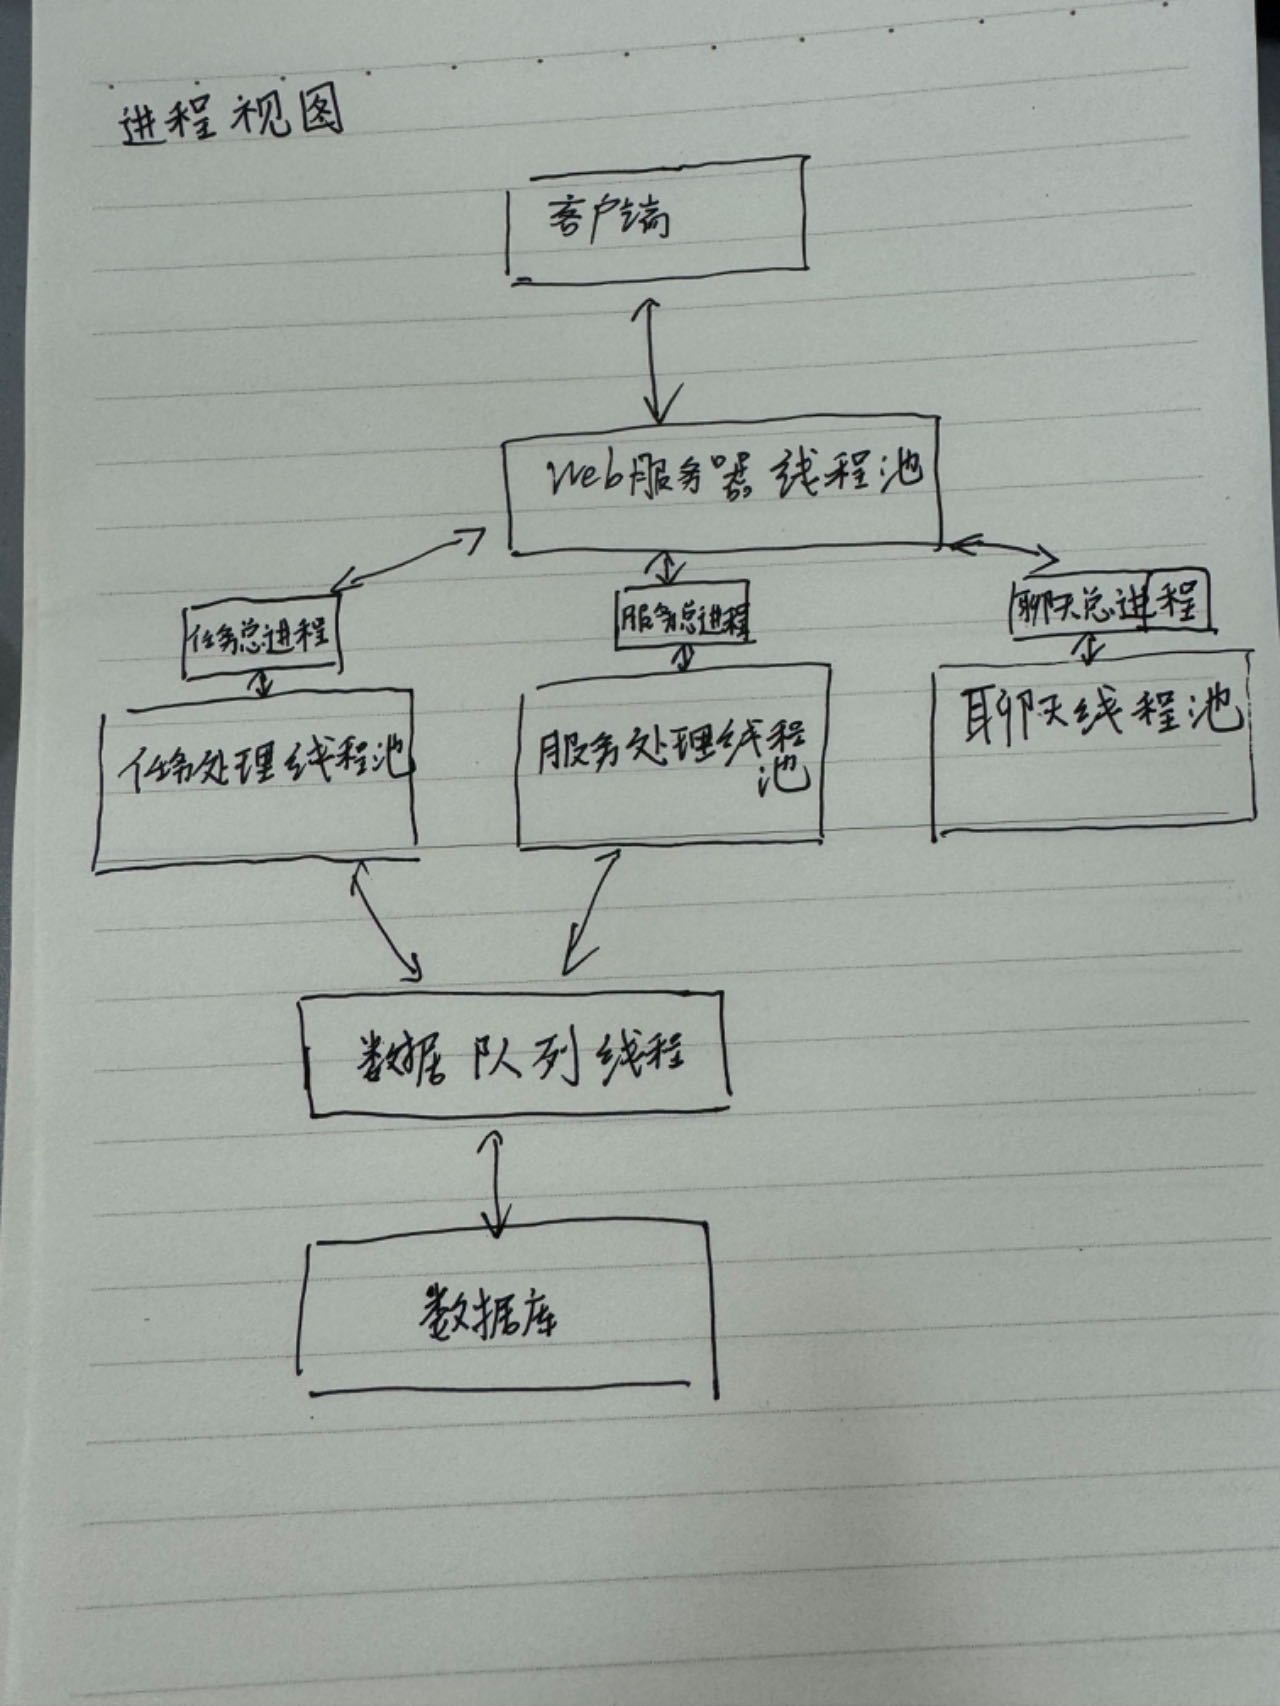 进程视图
客户端
Web服务器线程池
任务总进程
服务总进程
聊天总进程
任务处理线程池
服务处理线程
池
聊天线程池
数据队列线程
数据库